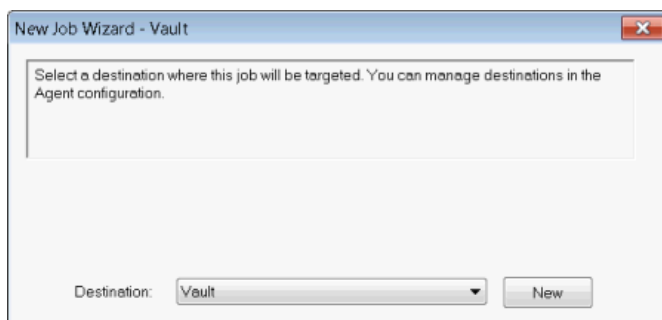 New Job Wizard - Vault
Select a destination where this job will be targeted. You can manage destinations in the
Agent configuration.
Destination: Vault New